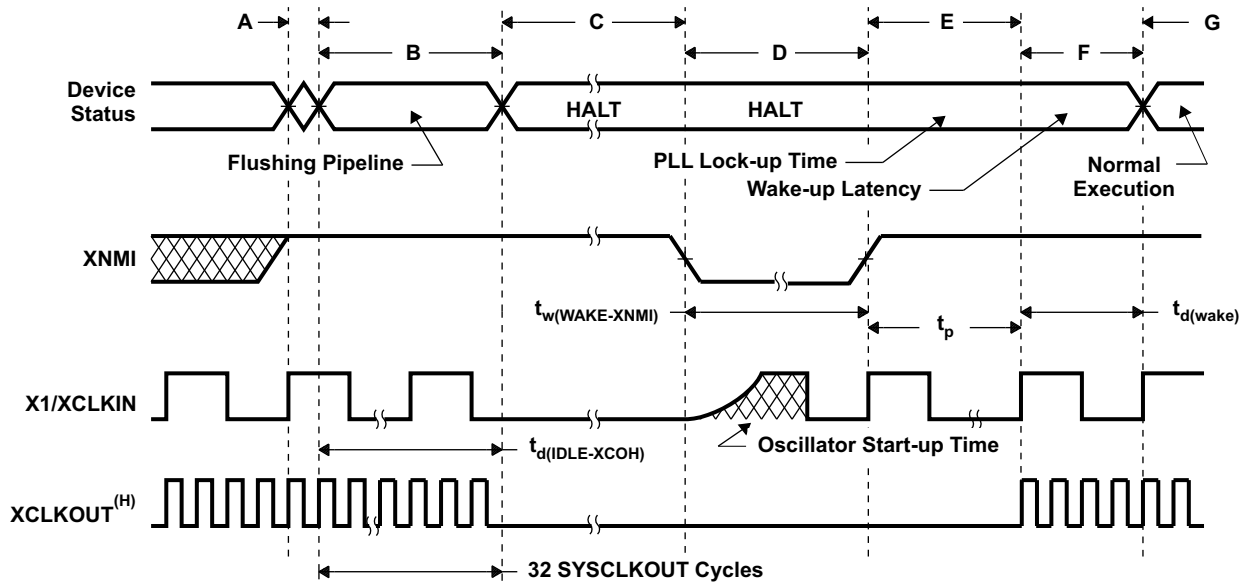 A
B
C
D
E
F
G
Device
Status
HALT
HALT
Flushing Pipeline
PLL Lock-up Time
Wake-up Latency
Normal
Execution
XNMI
tw(WAKE-XNMI)
tp
td(wake)
X1/XCLKIN
Oscillator Start-up Time
td(IDLE-XCOH)
XCLKOUT(H)
32 SYSCLKOUT Cycles